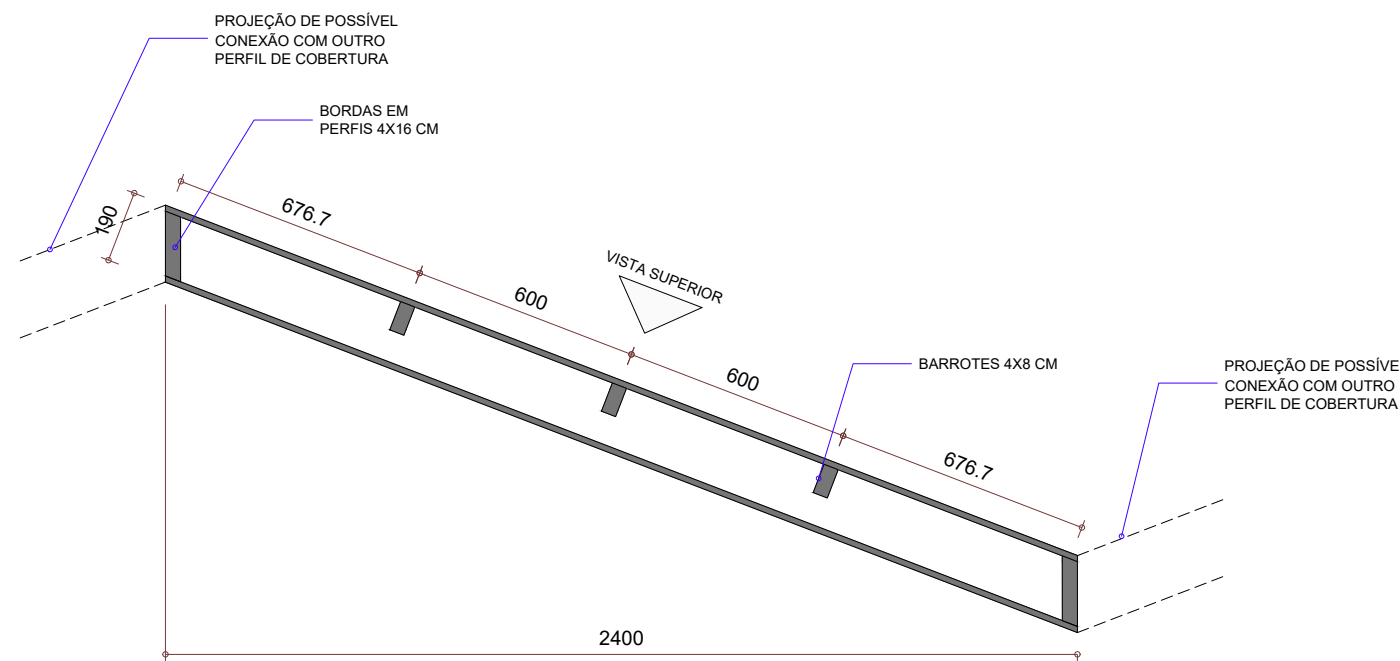 PROJEÇÃO DE POSSÍVEL
CONEXÃO COM OUTRO
PERFIL DE COBERTURA
BORDAS EM
PERFIS 4X16 CM
190
676.7
600
VISTA SUPERIOR
600
BARROTES 4X8 CM
PROJEÇÃO DE POSSÍVE
CONEXÃO COM OUTRO
PERFIL DE COBERTURA
676.7
2400